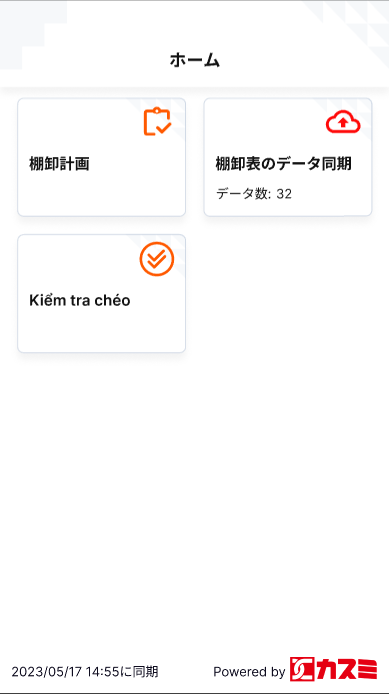 ホーム
棚卸計画
棚卸表のデータ同期
データ数: 32
Kiểm tra chéo
2023/05/17 14:55に同期
Powered by カスミ